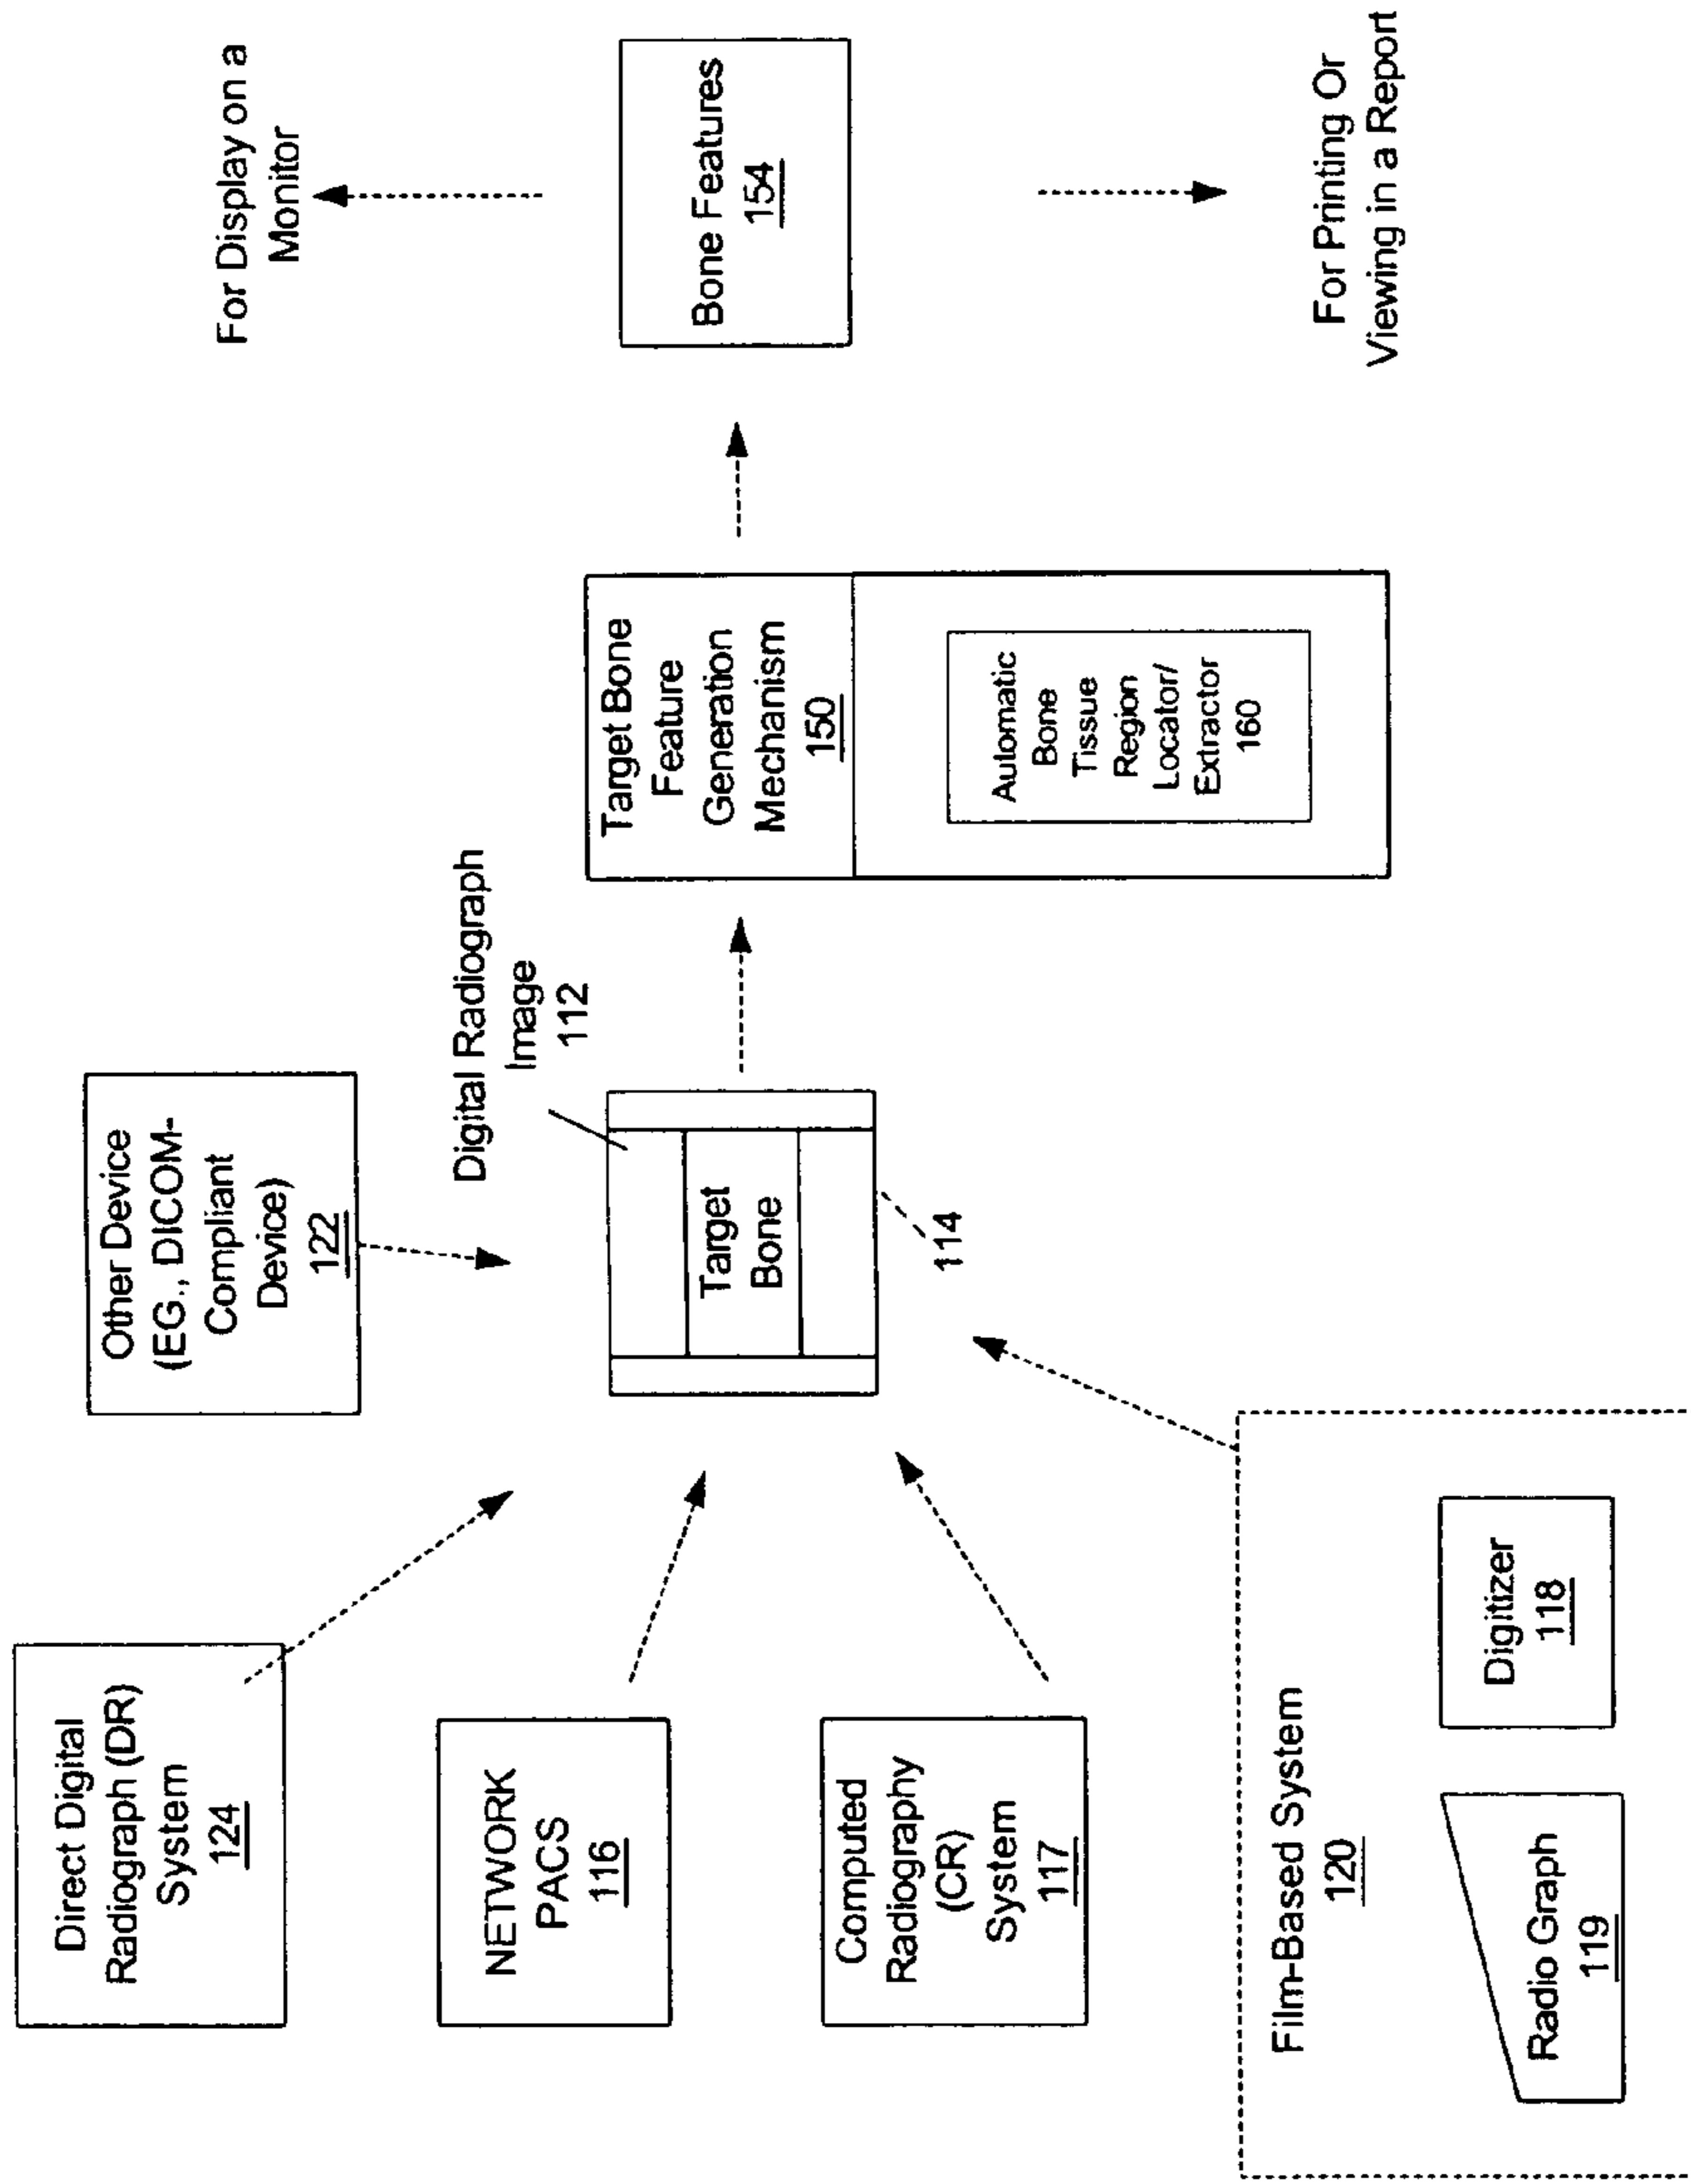 Direct Digital
Radiograph (DR)
System
124
NETWORK
PACS
116
Computed
Radiography
(CR)
System
117
Film-Based System
120
Radio Graph
119
Digitizer
118
Other Device
(EG., DICOM-
Compliant
Device)
122
Digital Radiograph
Image
112
Target
Bone
114
Target Bone
Feature
Generation
Mechanism
150
Automatic
Bone
Tissue
Region
Locator/
Extractor
160
For Display on a
Monitor
Bone Features
154
For Printing Or
Viewing in a Report